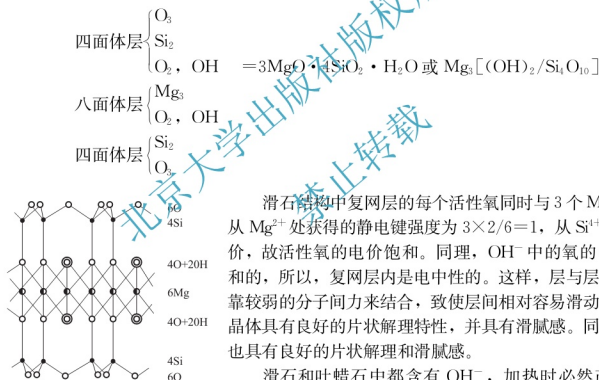 四面体层 O₃
Si₂
O₂，OH =3MgO·4SiO₂·H₂O或 Mg₃[(OH)₂/Si₄O₁₀]
八面体层 Mg₃
O₂，OH
四面体层 Si₂
O₃
滑石结构中复网层的每个活性氧同时与3个M
从 Mg²⁺ 处获得的静电键强度为 3×2/6=1，从 Si⁴⁺
价，故活性氧的电价饱和。同理，OH⁻ 中的氧的
和的，所以，复网层内是电中性的。这样，层与层
靠较弱的分子间力来结合，致使层间相对容易滑动
晶体具有良好的片状解理特性，并具有滑腻感。同
也具有良好的片状解理和滑腻感。
滑石和叶蜡石中都含有 OH⁻，加热时必然
6O
4Si
4O+20H
6Mg
4O+20H
4Si
6O
北京大学出版社版权
禁止转载